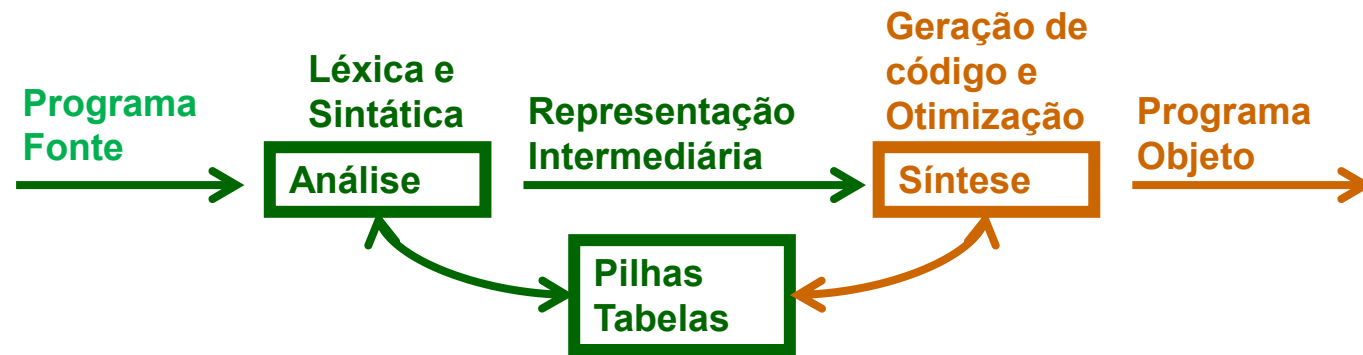 Programa
Fonte
Léxica e
Sintática
Análise
Representação
Intermediária
Geração de
código e
Otimização
Síntese
Programa
Objeto
Pilhas
Tabelas